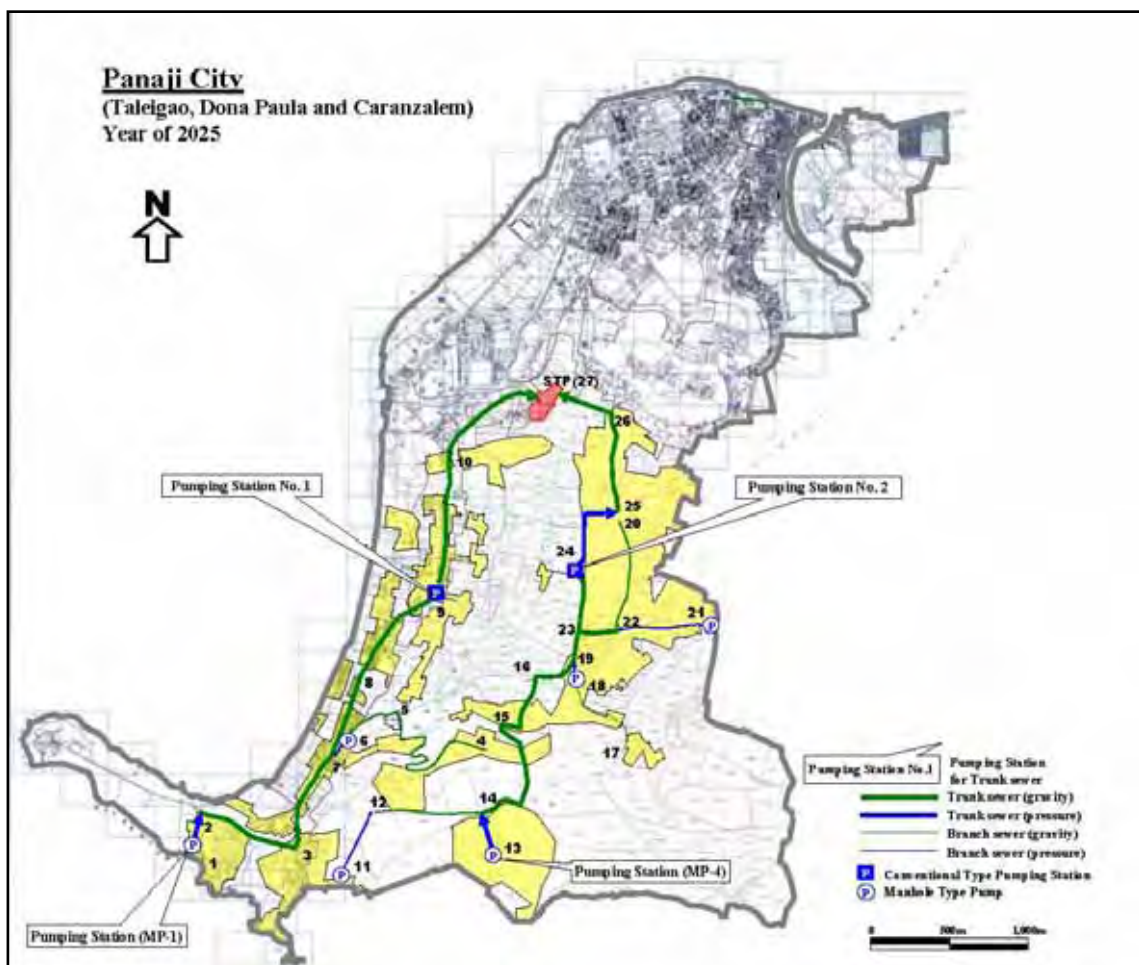 Panaji City
(Taleigao, Dona Paula and Caranzalem)
Year of 2025
N
STP (27)
26
10
Pumping Station No. 1
Pumping Station No. 2
25
20
24
P
P
9
21
P
22
23
19
16
P
18
8
5
15
P
6
4
7
17
12
14
2
P
3
13
P
1
11
P
Pumping Station (MP-4)
Pumping Station (MP-1)
Pumping Station No.1
Pumping Station
for Trunk sewer
Trunk sewer (gravity)
Trunk sewer (pressure)
Branch sewer (gravity)
Branch sewer (pressure)
P
Conventional Type Pumping Station
P
Manhole Type Pump
0
500m
1,000m